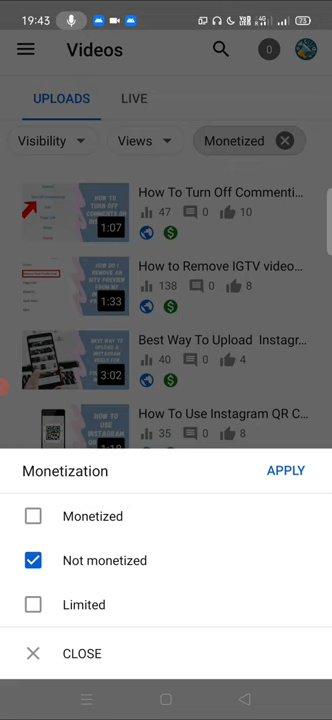 19:43
73
Videos
0
UPLOADS
LIVE
Visibility
Views
Monetized
How To Turn Off Commenti...
47
0
10
1:07
How to Remove IGTV video...
138
0
8
1:33
Best Way To Upload Instagr...
40
0
4
3:02
How To Use Instagram QR C...
35
0
8
Monetization
APPLY
Monetized
Not monetized
Limited
CLOSE